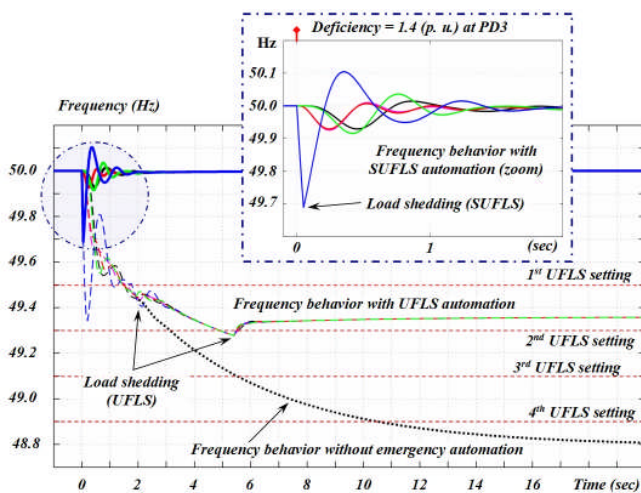 Deficiency = 1.4 (p. u.) at PD3
Hz
50.1
50.0
49.9
49.8
49.7
Frequency behavior with
SUFLS automation (zoom)
Load shedding (SUFLS)
0
1
(sec)
Frequency (Hz)
50.0
49.8
49.6
49.4
49.2
49.0
48.8
1st UFLS setting
Frequency behavior with UFLS automation
2nd UFLS setting
3rd UFLS setting
4th UFLS setting
Load shedding
(UFLS)
Frequency behavior without emergency automation
0 2 4 6 8 10 12 14 16 Time (sec)